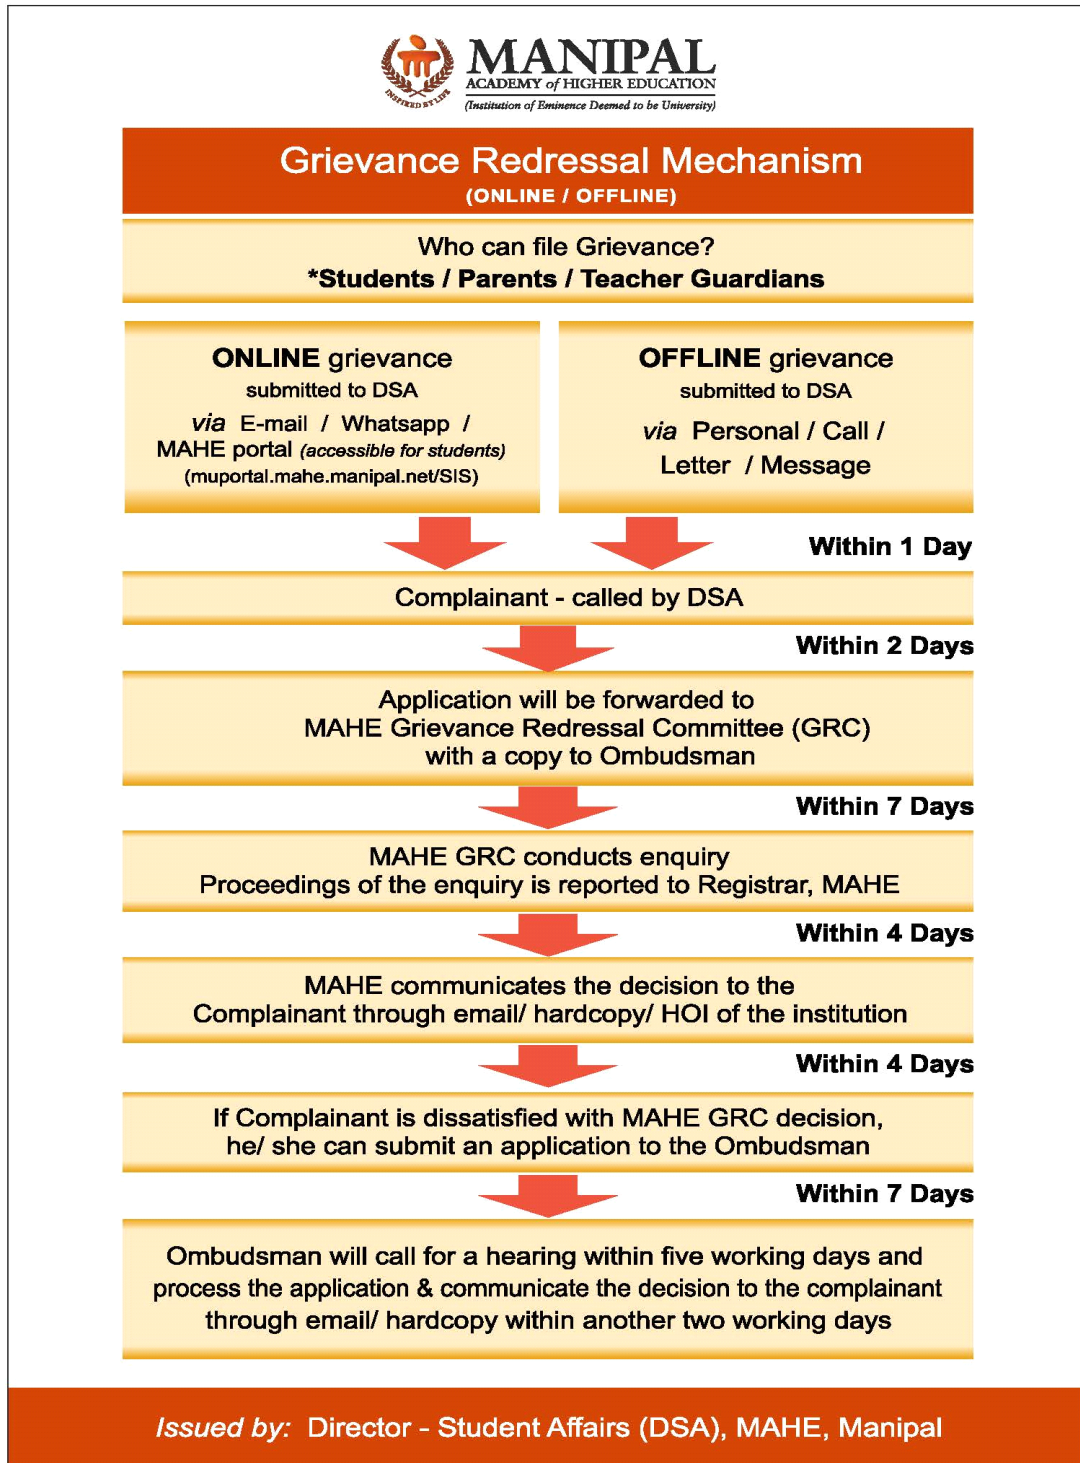 MANIPAL
ACADEMY of HIGHER EDUCATION
(Institution of Eminence Deemed to be University)
INSPIRED BY LIFE
Grievance Redressal Mechanism
(ONLINE / OFFLINE)
Who can file Grievance?
*Students / Parents / Teacher Guardians
ONLINE grievance
submitted to DSA
via E-mail / Whatsapp /
MAHE portal (accessible for students)
(muportal.mahe.manipal.net/SIS)
OFFLINE grievance
submitted to DSA
via Personal / Call /
Letter / Message
Within 1 Day
Complainant - called by DSA
Within 2 Days
Application will be forwarded to
MAHE Grievance Redressal Committee (GRC)
with a copy to Ombudsman
Within 7 Days
MAHE GRC conducts enquiry
Proceedings of the enquiry is reported to Registrar, MAHE
Within 4 Days
MAHE communicates the decision to the
Complainant through email/ hardcopy/ HOI of the institution
Within 4 Days
If Complainant is dissatisfied with MAHE GRC decision,
he/ she can submit an application to the Ombudsman
Within 7 Days
Ombudsman will call for a hearing within five working days and
process the application & communicate the decision to the complainant
through email/ hardcopy within another two working days
Issued by: Director - Student Affairs (DSA), MAHE, Manipal